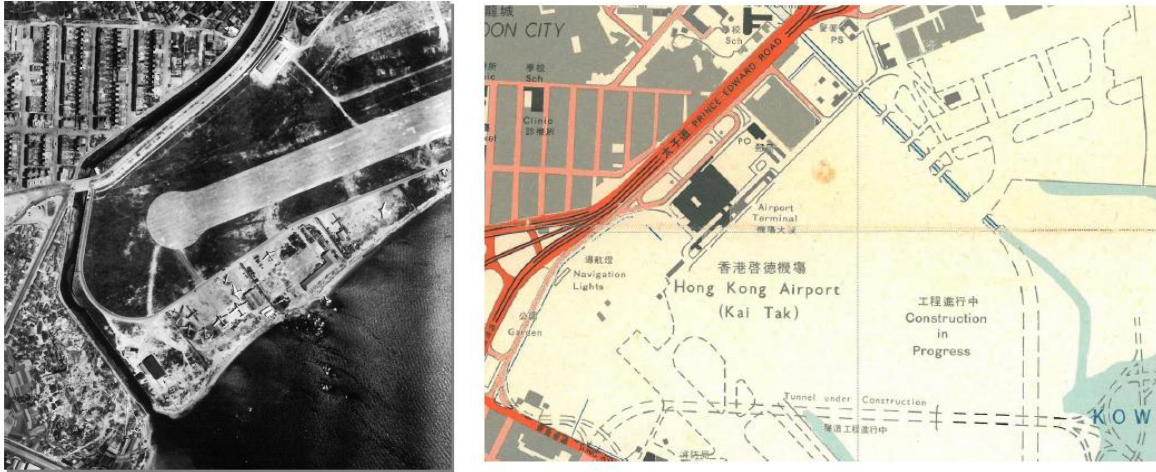 龍城
OON CITY
學校
Sch
警署
PS
學校
Sch
Clinic
診療所
太子道 PRINCE EDWARD ROAD
PO
Airport
Terminal
機場大廈
導航燈
Navigation
Lights
香港啓德機場
Hong Kong Airport
(Kai Tak)
公園
Garden
工程進行中
Construction
in
Progress
Tunnel under Construction
隧道工程進行中
KOW